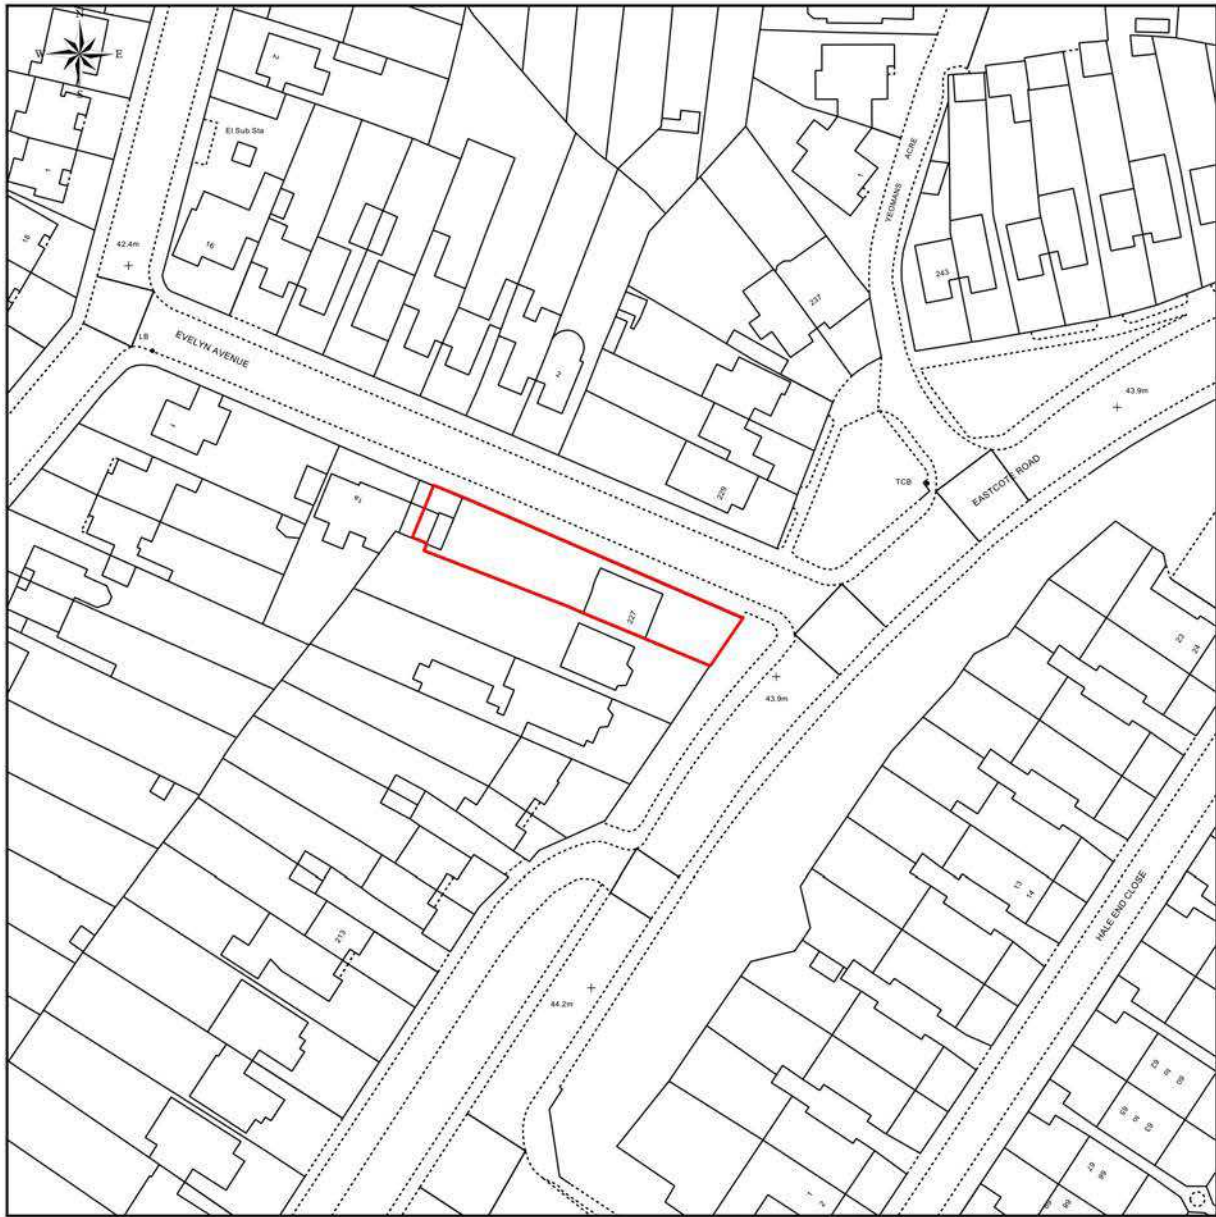 N
W
E
S
2
El Sub Sta
1
1
ACRE
YEOMANS'
15
16
42.4m
243
237
LB
EVELYN AVENUE
2
43.9m
1
229
TCB
EASTCOTE ROAD
227
23
24
43.9m
13
14
HALE END CLOSE
213
44.2m
1
2